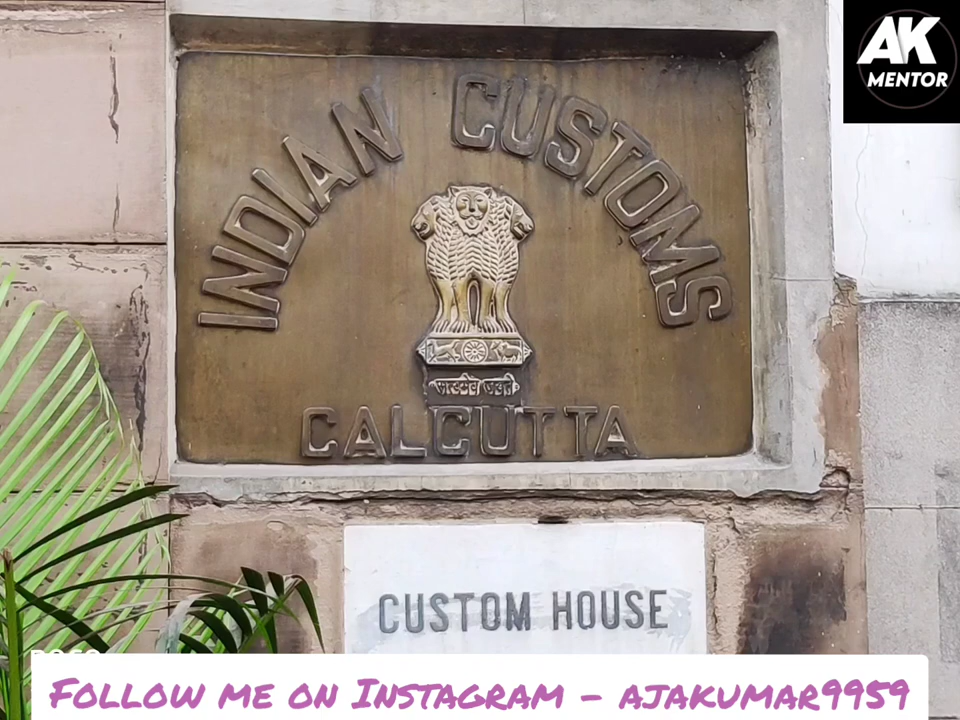 AK
MENTOR
INDIAN CUSTOMS
सत्यमेव जयते
CALCUTTA
CUSTOM HOUSE
FOLLOW ME ON INSTAGRAM - AJAKUMAR9959